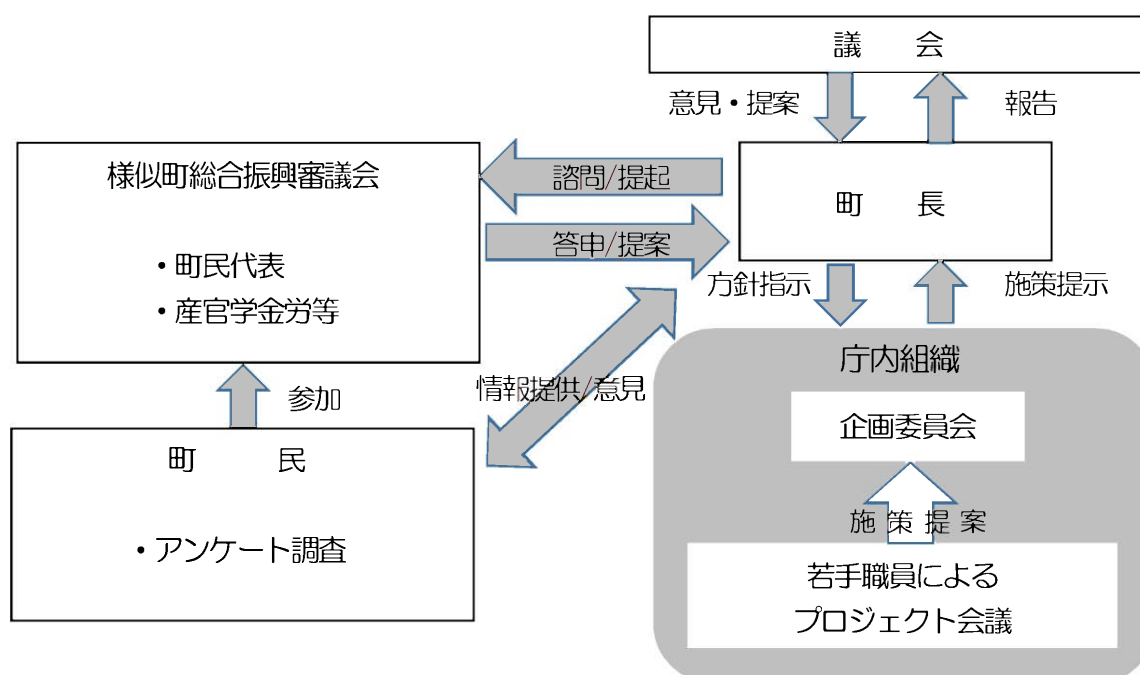 議　　会
意見・提案
報告
様似町総合振興審議会
・町民代表
・産官学金労等
諮問/提起
答申/提案
町　　長
方針指示
施策提示
参加
情報提供/意見
町　　　民
・アンケート調査
庁内組織
企画委員会
施 策 提 案
若手職員による
プロジェクト会議